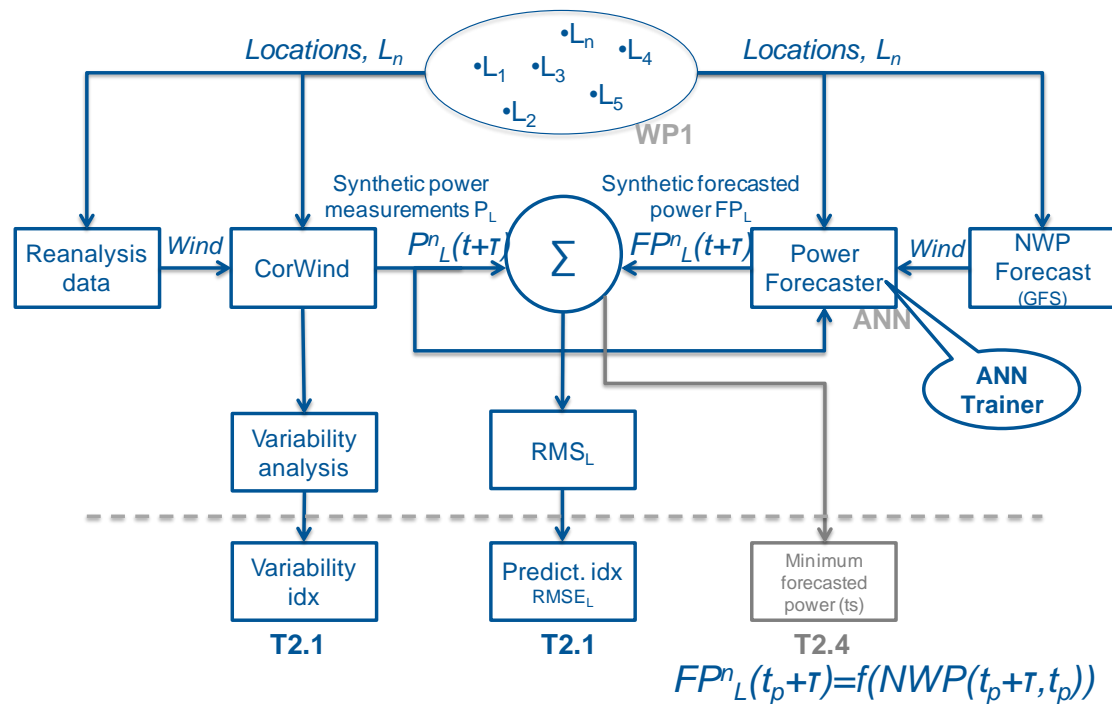 Locations, Ln
•Ln
•L4
•L1
•L3
•L5
•L2
Locations, Ln
WP1
Synthetic power
measurements PL
PnL(t+τ)
Synthetic forecasted
power FPL
FPnL(t+τ)
Reanalysis
data
Wind
CorWind
Σ
Power
Forecaster
ANN
Wind
NWP
Forecast
(GFS)
ANN
Trainer
Variability
analysis
RMSL
Variability
idx
T2.1
Predict. idx
RMSEL
T2.1
Minimum
forecasted
power (ts)
T2.4
FPnL(tp+τ)=f(NWP(tp+τ,tp))